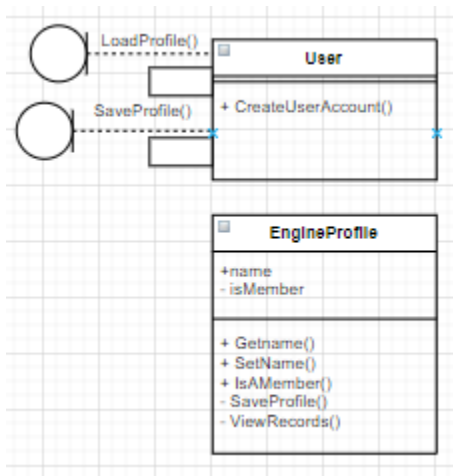 LoadProfile()
User
SaveProfile()
+ CreateUserAccount()
EngineProfile
+name
- isMember
+ Getname()
+ SetName()
+ IsAMember()
- SaveProfile()
- ViewRecords()